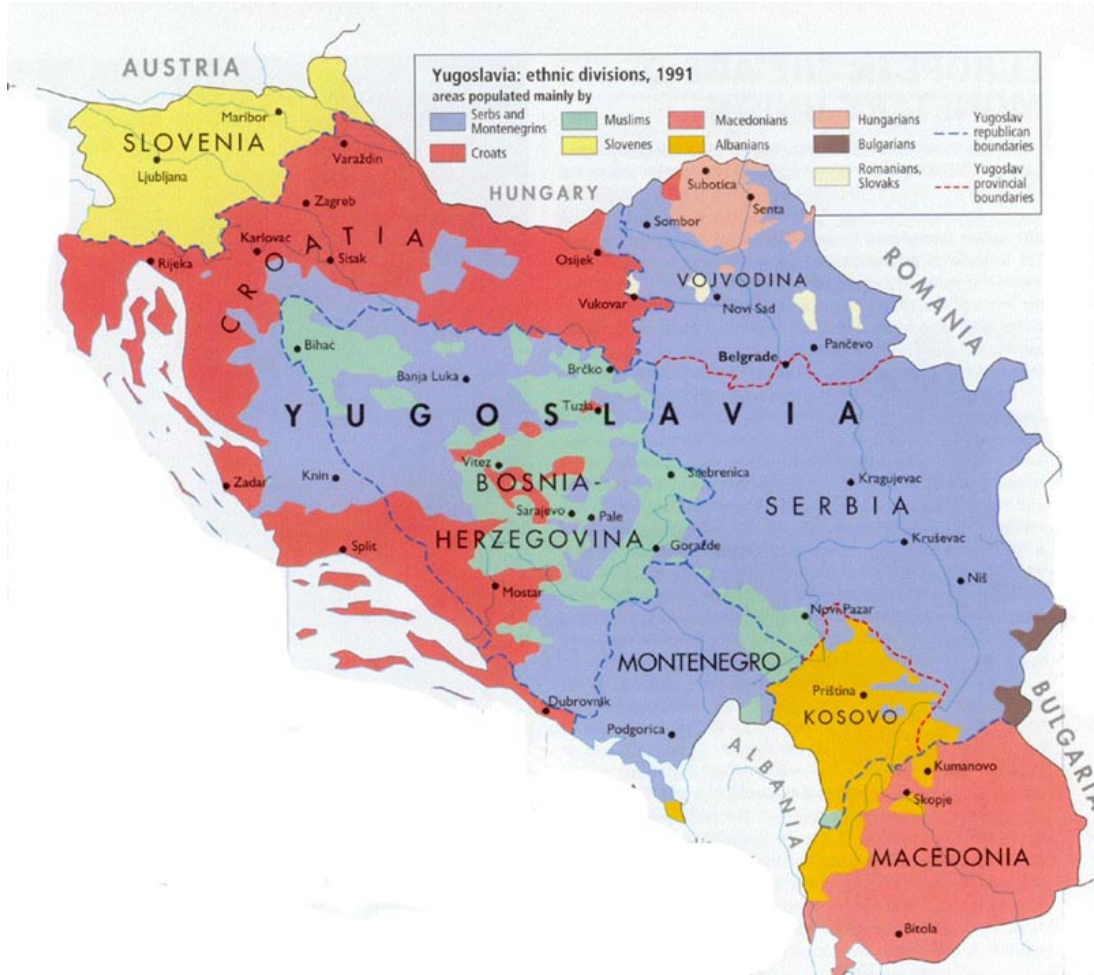 AUSTRIA
Yugoslavia: ethnic divisions, 1991
areas populated mainly by
Serbs and Montenegrins
Croats
Muslims
Slovenes
Macedonians
Albanians
Hungarians
Bulgarians
Romanians, Slovaks
Yugoslav republican boundaries
Yugoslav provincial boundaries
Maribor
SLOVENIA
Ljubljana
Varaždin
Zagreb
HUNGARY
Subotica
Senta
Sombor
CROATIA
Karlovac
Sisak
Rijeka
Osijek
VOJVODINA
ROMANIA
Vukovar
Novi Sad
Pančevo
Belgrade
Bihać
Banja Luka
Brčko
YUGOSLAVIA
Tuzla
Vitez
Knin
Zadar
BOSNIA-
HERZEGOVINA
Srebrenica
Sarajevo
Pale
Goražde
Kragujevac
SERBIA
Kruševac
Niš
Split
Mostar
Novi Pazar
MONTENEGRO
Dubrovnik
Podgorica
Priština
KOSOVO
ALBANIA
BULGARIA
Kumanovo
Skopje
MACEDONIA
Bitola